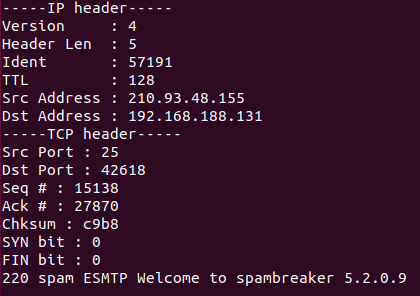 -----IP header-----
Version : 4
Header Len : 5
Ident : 57191
TTL : 128
Src Address : 210.93.48.155
Dst Address : 192.168.188.131
-----TCP header-----
Src Port : 25
Dst Port : 42618
Seq # : 15138
Ack # : 27870
Chksum : c9b8
SYN bit : 0
FIN bit : 0
220 spam ESMTP Welcome to spambreaker 5.2.0.9